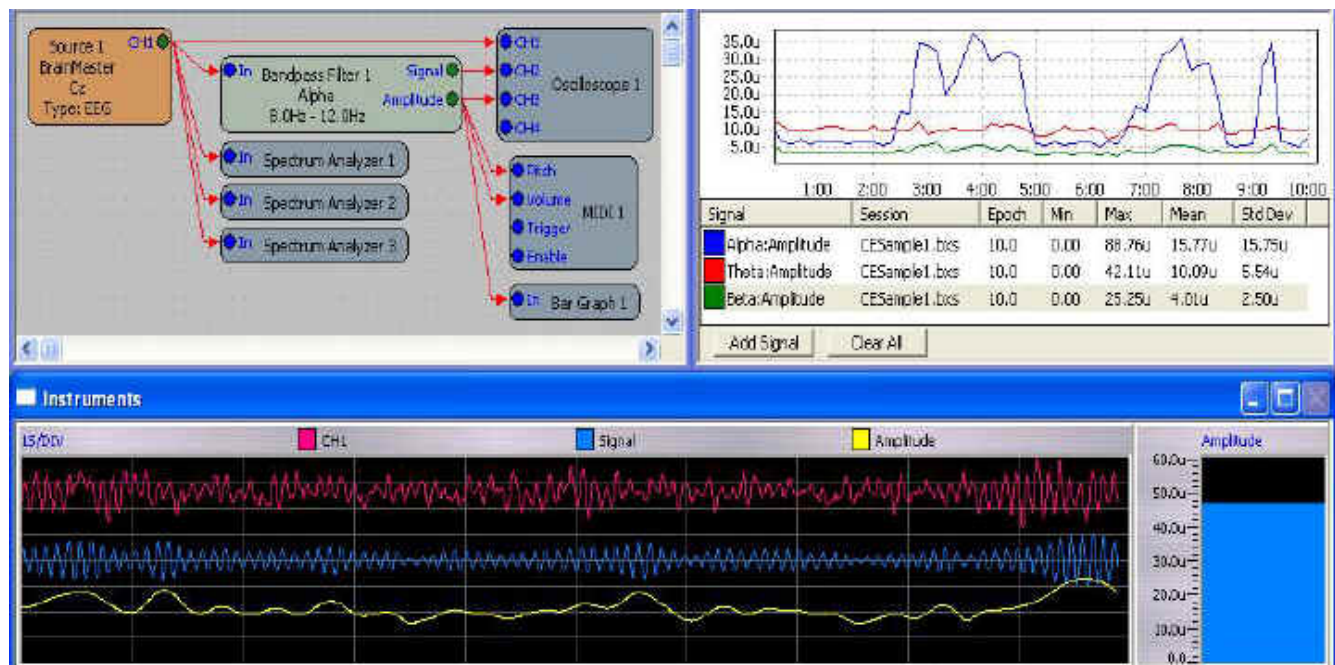 Source 1 CH1
BrainMaster
Cz
Type: EEG
In Bandpass Filter 1 Signal
Alpha Amplitude
8.0Hz - 12.0Hz
In Spectrum Analyzer 1
In Spectrum Analyzer 2
In Spectrum Analyzer 3
CH1
CH2
Oscilloscope 1
CH3
CH4
Pitch
Volume
MIDI 1
Trigger
Enable
In Bar Graph 1
35.0u
30.0u
25.0u
20.0u
15.0u
10.0u
5.0u
1:00 2:00 3:00 4:00 5:00 6:00 7:00 8:00 9:00 10:00
Signal Session Epoch Min Max Mean Std Dev
Alpha:Amplitude CESample1.bxs 10.0 0.00 88.76u 15.77u 15.75u
Theta:Amplitude CESample1.bxs 10.0 0.00 42.11u 10.09u 5.54u
Beta:Amplitude CESample1.bxs 10.0 0.00 25.25u 4.01u 2.50u
Add Signal Clear All
Instruments
1S/DIV CH1 Signal Amplitude
Amplitude
60.0u
50.0u
40.0u
30.0u
20.0u
10.0u
0.0